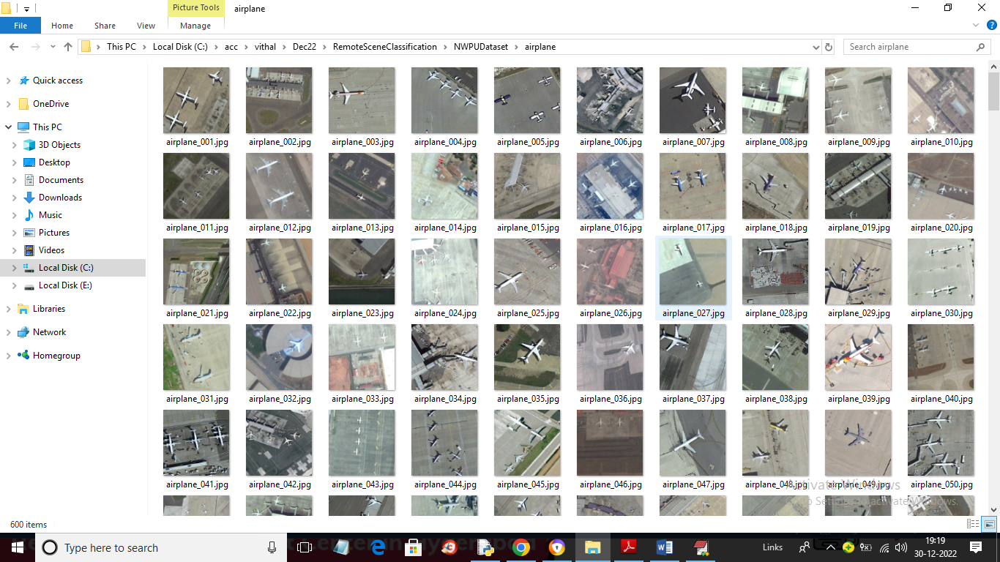 Picture Tools airplane
File Home Share View Manage
This PC Local Disk (C:) acc vithal Dec22 RemoteSceneClassification NWPUDataset airplane Search airplane
Quick access
OneDrive
This PC
3D Objects
Desktop
Documents
Downloads
Music
Pictures
Videos
Local Disk (C:)
Local Disk (E:)
Libraries
Network
Homegroup
airplane_001.jpg airplane_002.jpg airplane_003.jpg airplane_004.jpg airplane_005.jpg airplane_006.jpg airplane_007.jpg airplane_008.jpg airplane_009.jpg airplane_010.jpg
airplane_011.jpg airplane_012.jpg airplane_013.jpg airplane_014.jpg airplane_015.jpg airplane_016.jpg airplane_017.jpg airplane_018.jpg airplane_019.jpg airplane_020.jpg
airplane_021.jpg airplane_022.jpg airplane_023.jpg airplane_024.jpg airplane_025.jpg airplane_026.jpg airplane_027.jpg airplane_028.jpg airplane_029.jpg airplane_030.jpg
airplane_031.jpg airplane_032.jpg airplane_033.jpg airplane_034.jpg airplane_035.jpg airplane_036.jpg airplane_037.jpg airplane_038.jpg airplane_039.jpg airplane_040.jpg
airplane_041.jpg airplane_042.jpg airplane_043.jpg airplane_044.jpg airplane_045.jpg airplane_046.jpg airplane_047.jpg airplane_048.jpg airplane_049.jpg airplane_050.jpg
Activate Windows
Go to Settings to activate Windows.
600 items
Type here to search
Links
19:19
30-12-2022